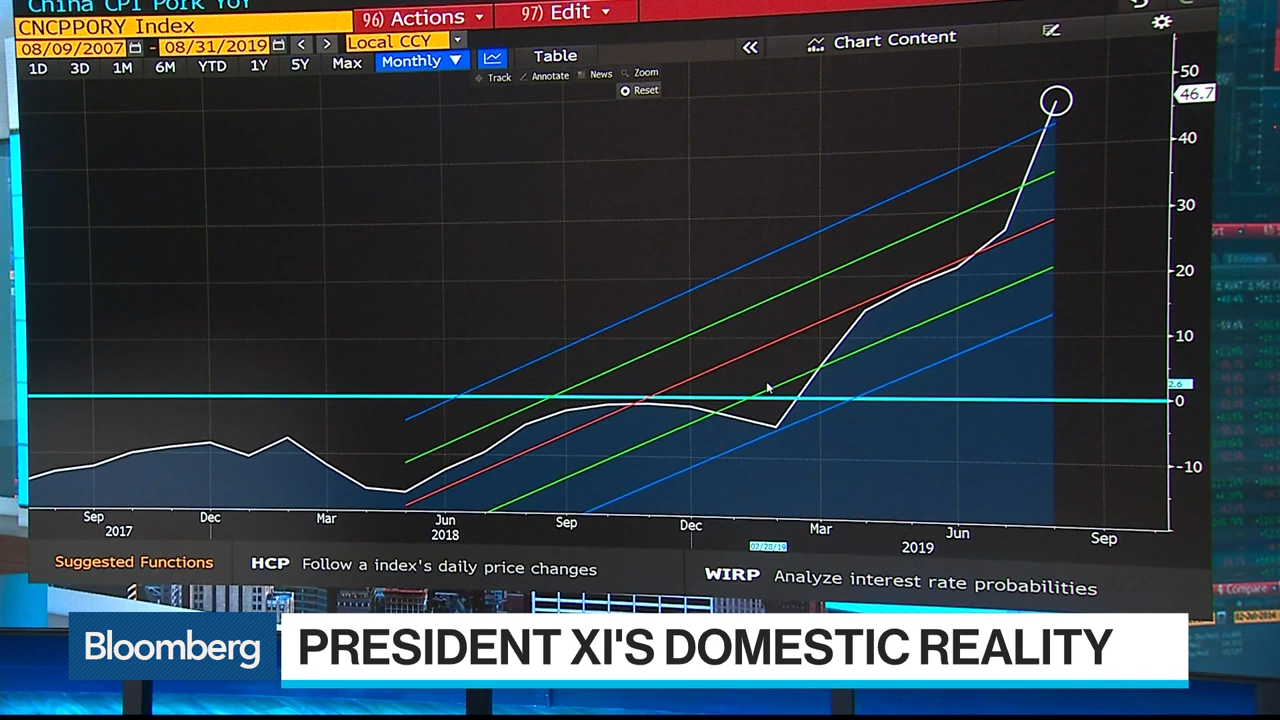 China CPI Pork YoY
CNCPPORY Index
96) Actions
97) Edit
08/09/2007 - 08/31/2019
Local CCY
1D 3D 1M 6M YTD 1Y 5Y Max Monthly ▼ Table
« Chart Content
Track Annotate News Zoom
Reset
50
46.7
40
30
20
10
2.6
0
-10
Sep Dec Mar Jun Sep Dec Mar Jun Sep
2017 2018 2019
02/28/19
Suggested Functions
HCP Follow a index's daily price changes
WIRP Analyze interest rate probabilities
Compare
Bloomberg
PRESIDENT XI'S DOMESTIC REALITY